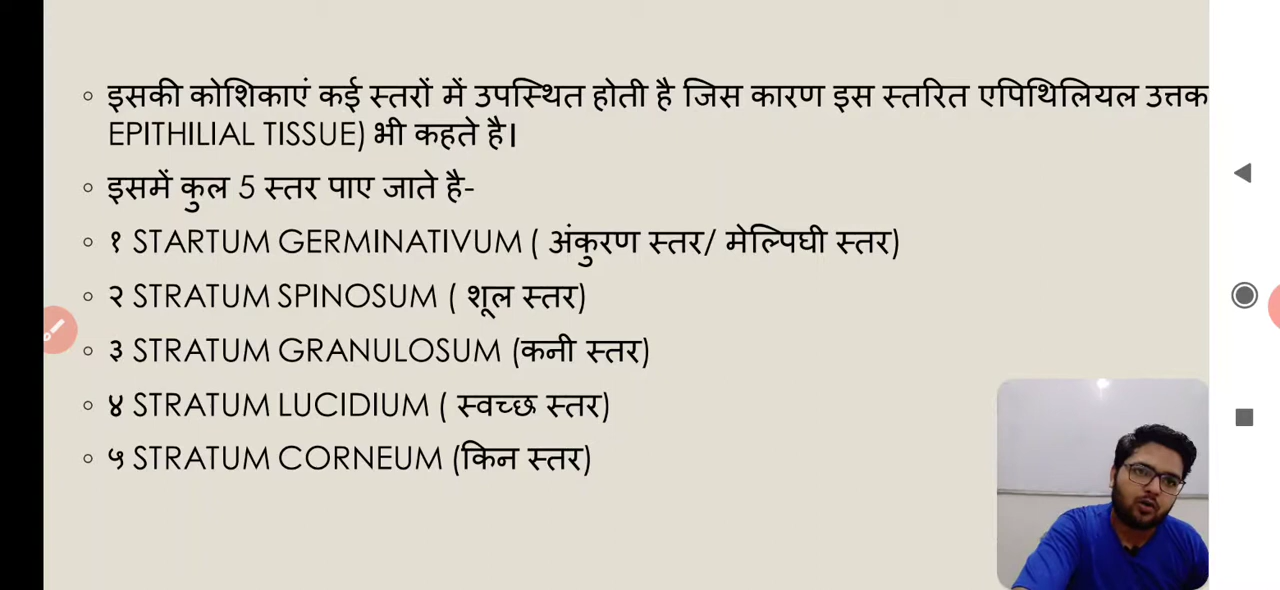 इसकी कोशिकाएं कई स्तरों में उपस्थित होती है जिस कारण इस स्तरित एपिथिलियल उत्तक
EPITHILIAL TISSUE) भी कहते है।
इसमें कुल 5 स्तर पाए जाते है-
१ STARTUM GERMINATIVUM ( अंकुरण स्तर/ मेल्पिघी स्तर)
२ STRATUM SPINOSUM ( शूल स्तर)
३ STRATUM GRANULOSUM (कनी स्तर)
४ STRATUM LUCIDIUM ( स्वच्छ स्तर)
५ STRATUM CORNEUM (किन स्तर)